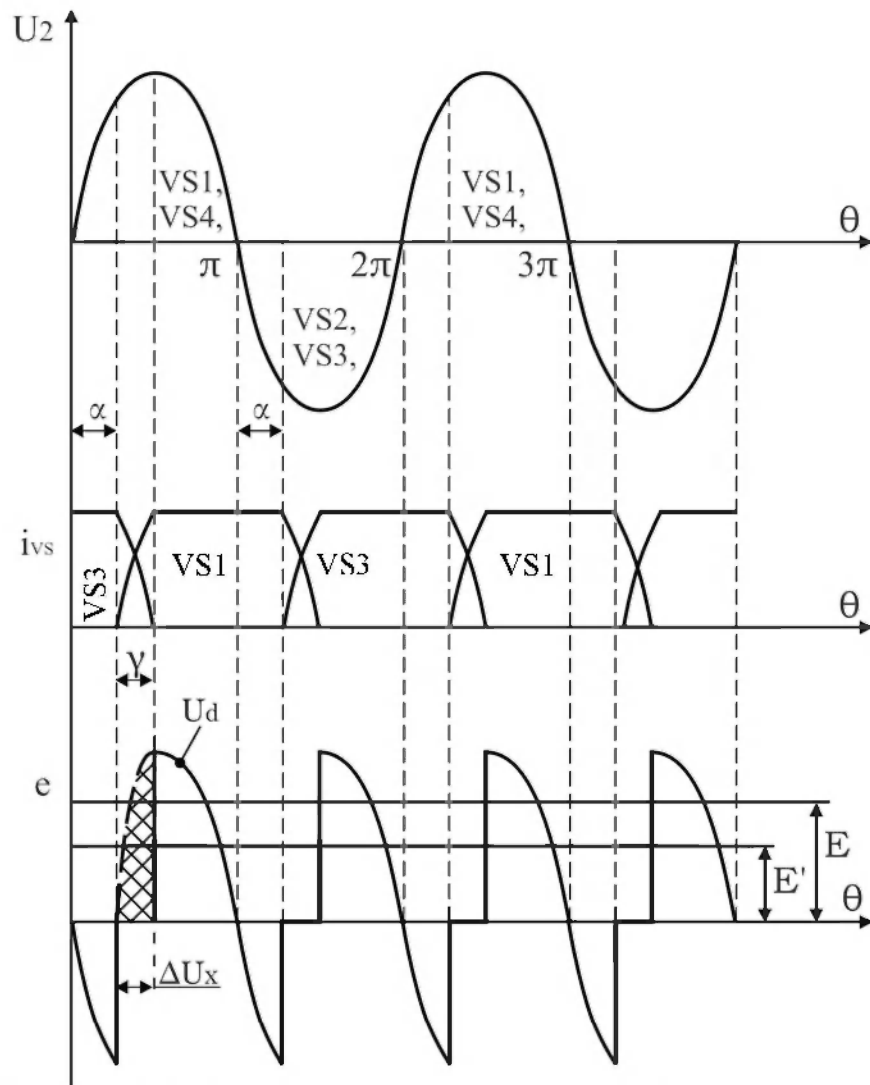 U2
VS1,
VS4,
VS1,
VS4,
θ
π
2π
3π
VS2,
VS3,
α
α
iVS
VS3
VS1
VS3
VS1
θ
γ
Ud
e
E
E'
θ
ΔUx